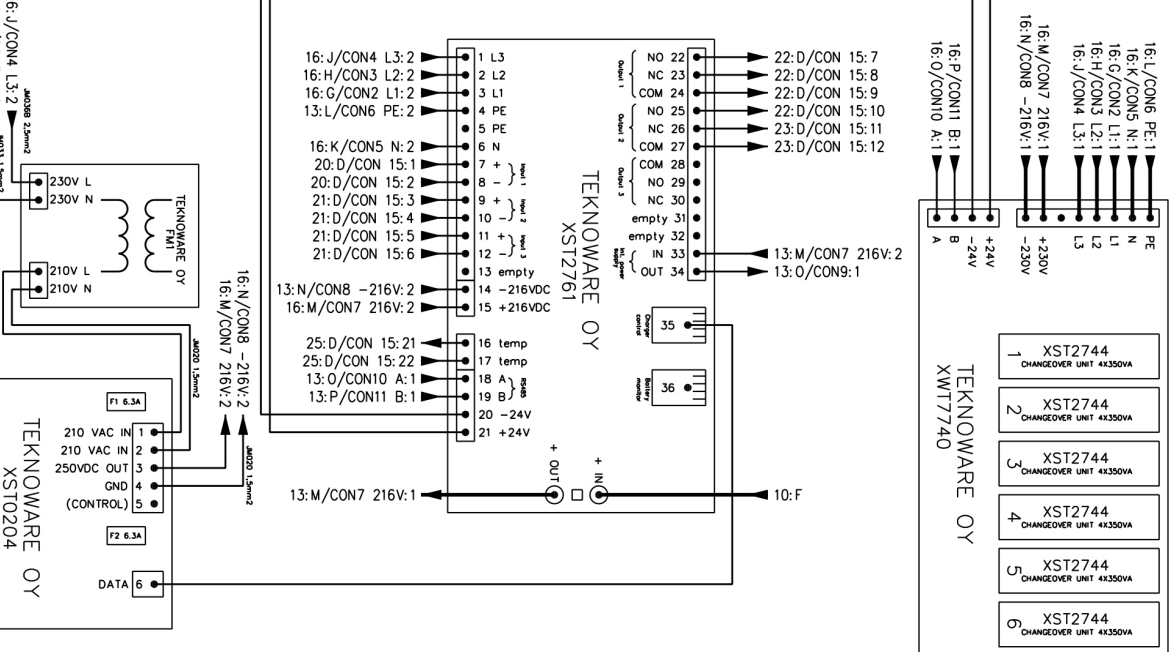 6:J/CON4 L3:2
JM036B 2,5mm2
JM031 1,5mm2
230V L
230V N
210V L
210V N
TEKNOWARE OY
FM1
16:N/CON8 -216V:2
16:M/CON7 216V:2
JM020 1,5mm2
JM020 1,5mm2
F1 6.3A
210 VAC IN 1
210 VAC IN 2
250VDC OUT 3
GND 4
(CONTROL) 5
F2 6.3A
DATA 6
TEKNOWARE OY
XST0204
16:J/CON4 L3:2 1 L3
16:H/CON3 L2:2 2 L2
16:G/CON2 L1:2 3 L1
13:L/CON6 PE:2 4 PE
5 PE
16:K/CON5 N:2 6 N
20:D/CON 15:1 7 +
20:D/CON 15:2 8 -
Input 1
21:D/CON 15:3 9 +
21:D/CON 15:4 10 -
Input 2
21:D/CON 15:5 11 +
21:D/CON 15:6 12 -
Input 3
13 empty
13:N/CON8 -216V:2 14 -216VDC
16:M/CON7 216V:2 15 +216VDC
25:D/CON 15:21 16 temp
25:D/CON 15:22 17 temp
13:O/CON10 A:1 18 A
13:P/CON11 B:1 19 B
RS485
20 -24V
21 +24V
TEKNOWARE OY
XST2761
Output 1
NO 22 22:D/CON 15:7
NC 23 22:D/CON 15:8
COM 24 22:D/CON 15:9
Output 2
NO 25 22:D/CON 15:10
NC 26 23:D/CON 15:11
COM 27 23:D/CON 15:12
Output 3
COM 28
NO 29
NC 30
empty 31
empty 32
Int. power
supply
IN 33 13:M/CON7 216V:2
OUT 34 13:O/CON9:1
Charger
control
35
Battery
monitor
36
+ OUT
+ IN
13:M/CON7 216V:1
10:F
16:O/CON10 A:1
16:P/CON11 B:1
16:N/CON8 -216V:1
16:M/CON7 216V:1
16:J/CON4 L3:1
16:H/CON3 L2:1
16:G/CON2 L1:1
16:K/CON5 N:1
16:L/CON6 PE:1
A
B
-24V
+24V
-230V
+230V
L3
L2
L1
N
PE
TEKNOWARE OY
XWT7740
1 XST2744
CHANGEOVER UNIT 4X350VA
2 XST2744
CHANGEOVER UNIT 4X350VA
3 XST2744
CHANGEOVER UNIT 4X350VA
4 XST2744
CHANGEOVER UNIT 4X350VA
5 XST2744
CHANGEOVER UNIT 4X350VA
6 XST2744
CHANGEOVER UNIT 4X350VA